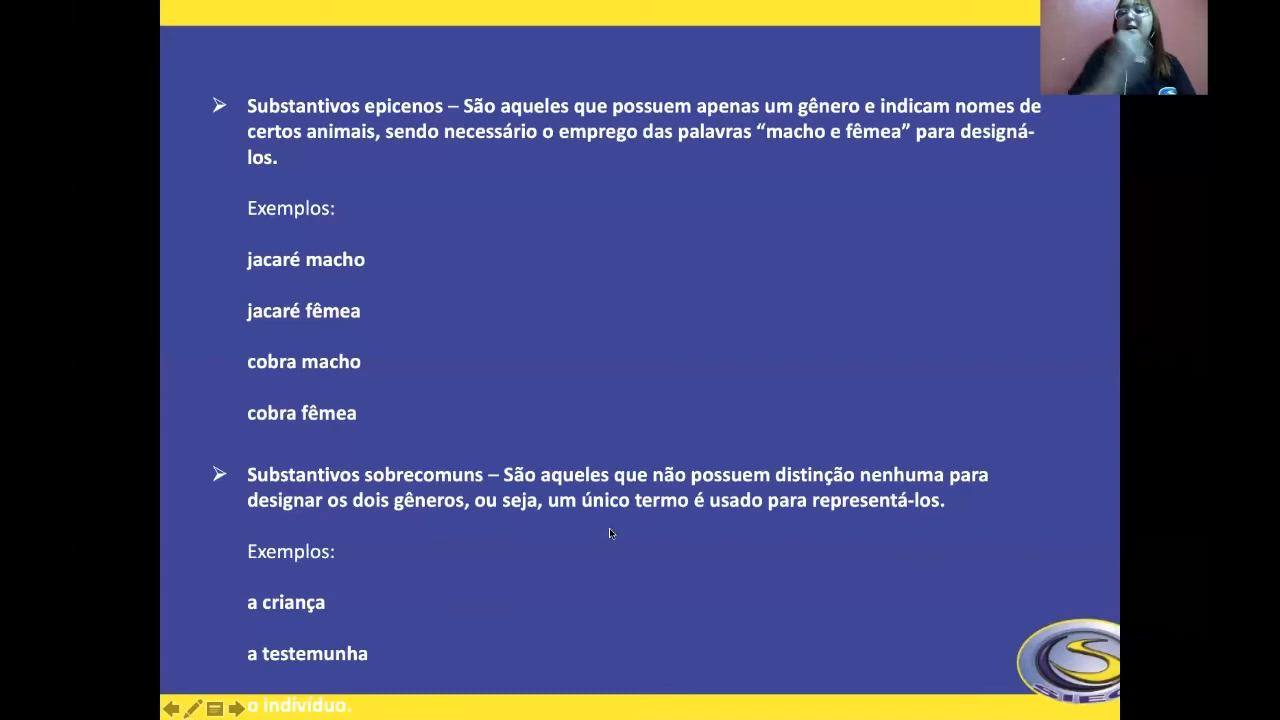 Substantivos epicenos – São aqueles que possuem apenas um gênero e indicam nomes de
certos animais, sendo necessário o emprego das palavras “macho e fêmea” para designá-
los.
Exemplos:
jacaré macho
jacaré fêmea
cobra macho
cobra fêmea
Substantivos sobrecomuns – São aqueles que não possuem distinção nenhuma para
designar os dois gêneros, ou seja, um único termo é usado para representá-los.
Exemplos:
a criança
a testemunha
o indivíduo.